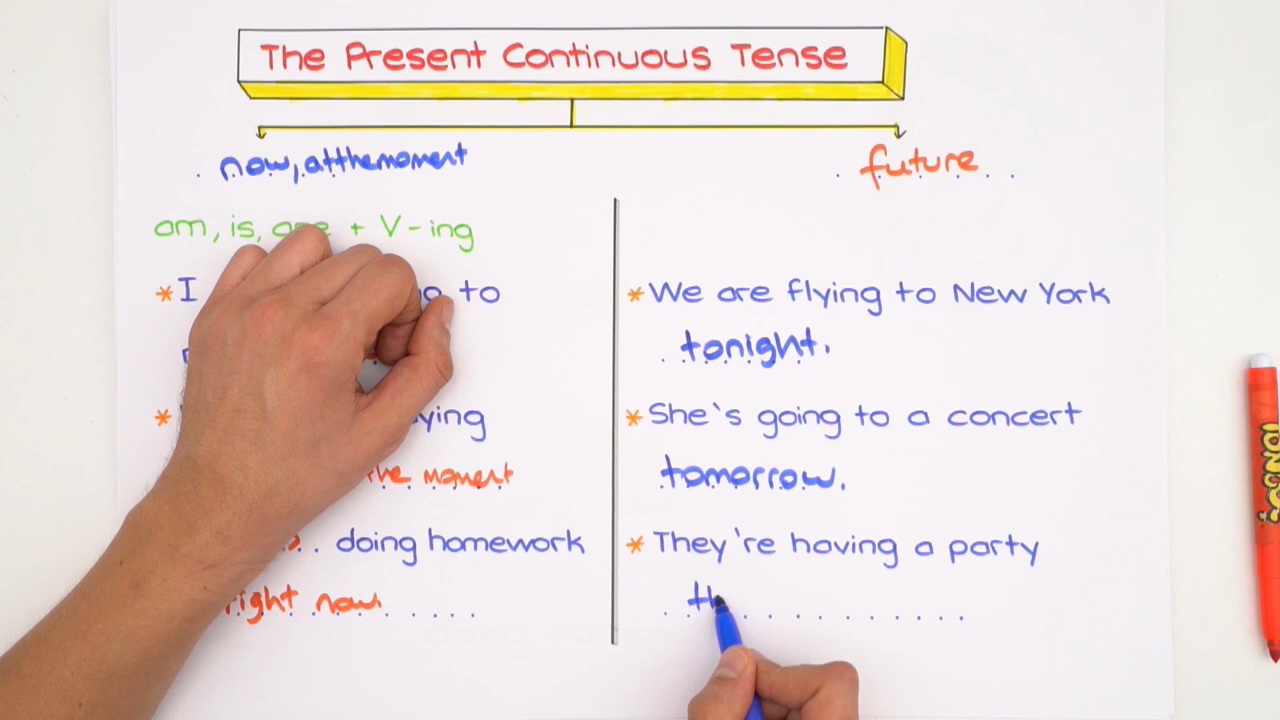 The Present Continuous Tense
now, at the moment
future
am, is, are + V-ing
*I to
*We are flying to New York
tonight.
* ying
*She's going to a concert
the moment
tomorrow.
doing homework
*They're having a party
right now
th